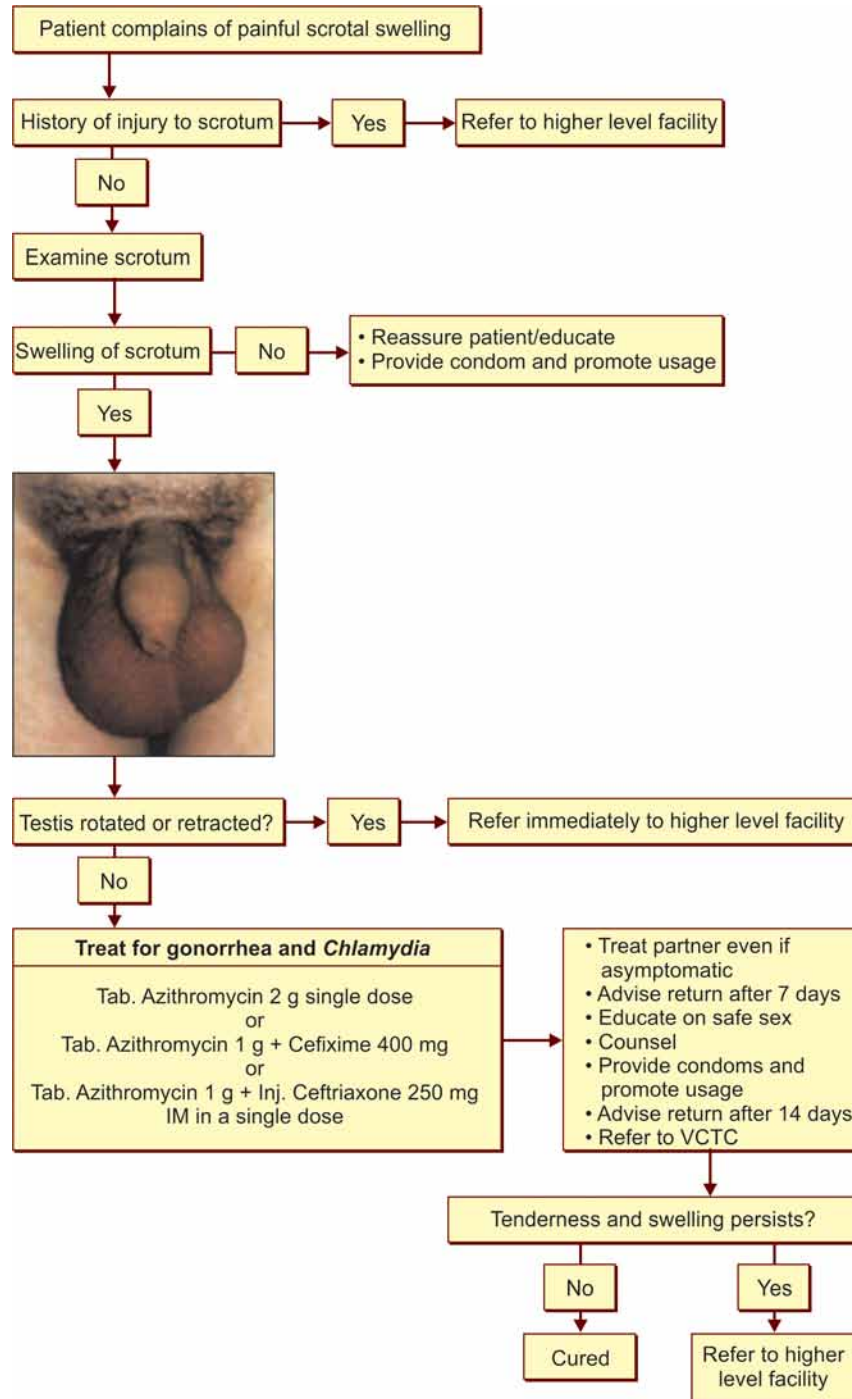 Patient complains of painful scrotal swelling
History of injury to scrotum
Yes
Refer to higher level facility
No
Examine scrotum
Swelling of scrotum
No
• Reassure patient/educate
• Provide condom and promote usage
Yes
Testis rotated or retracted?
Yes
Refer immediately to higher level facility
No
Treat for gonorrhea and Chlamydia
Tab. Azithromycin 2 g single dose
or
Tab. Azithromycin 1 g + Cefixime 400 mg
or
Tab. Azithromycin 1 g + Inj. Ceftriaxone 250 mg
IM in a single dose
• Treat partner even if
asymptomatic
• Advise return after 7 days
• Educate on safe sex
• Counsel
• Provide condoms and
promote usage
• Advise return after 14 days
• Refer to VCTC
Tenderness and swelling persists?
No
Yes
Cured
Refer to higher
level facility